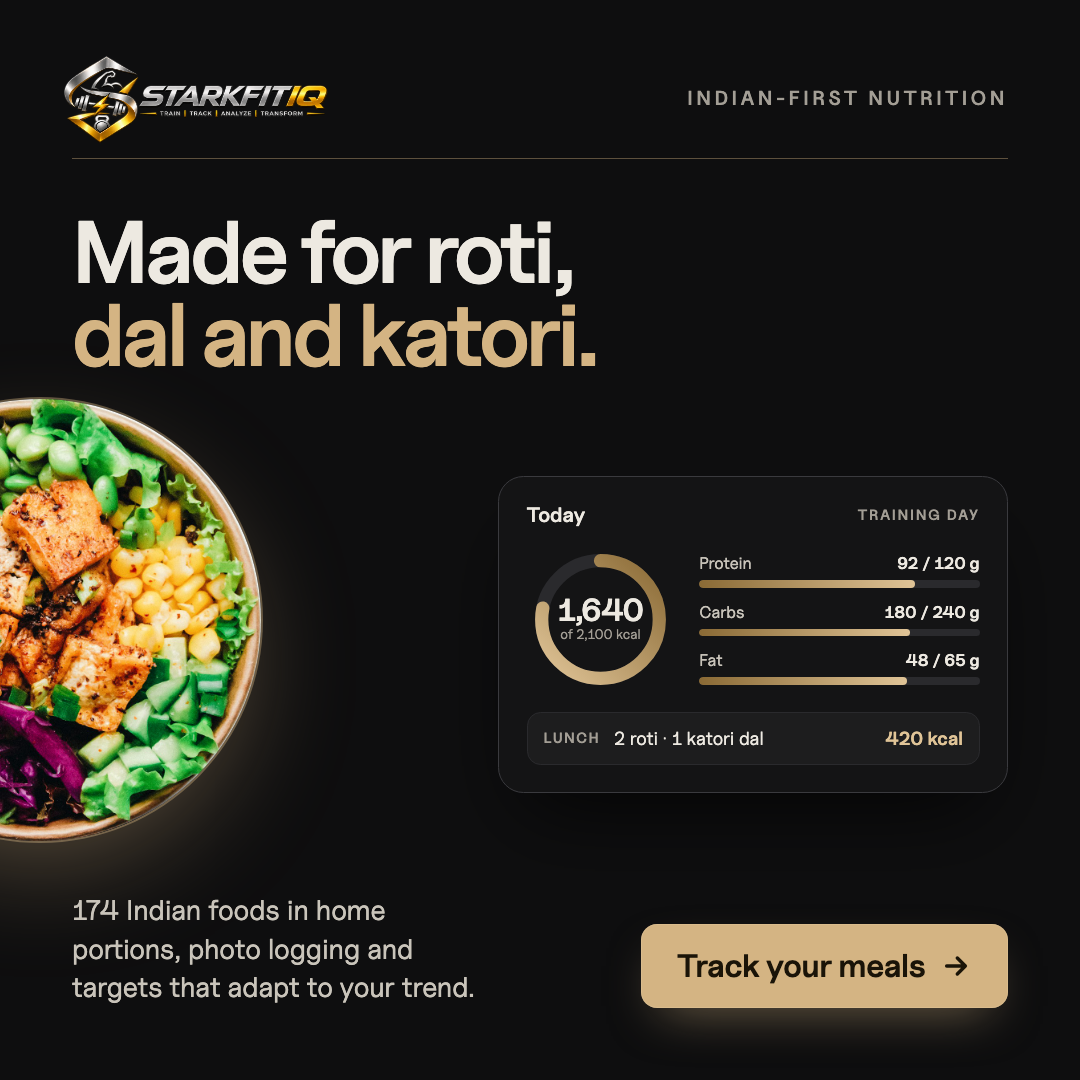 STARKFITIQ
TRAIN | TRACK | ANALYZE | TRANSFORM
INDIAN-FIRST NUTRITION
Made for roti,
dal and katori.
Today
TRAINING DAY
1,640
of 2,100 kcal
Protein 92 / 120 g
Carbs 180 / 240 g
Fat 48 / 65 g
LUNCH 2 roti · 1 katori dal 420 kcal
174 Indian foods in home
portions, photo logging and
targets that adapt to your trend.
Track your meals →